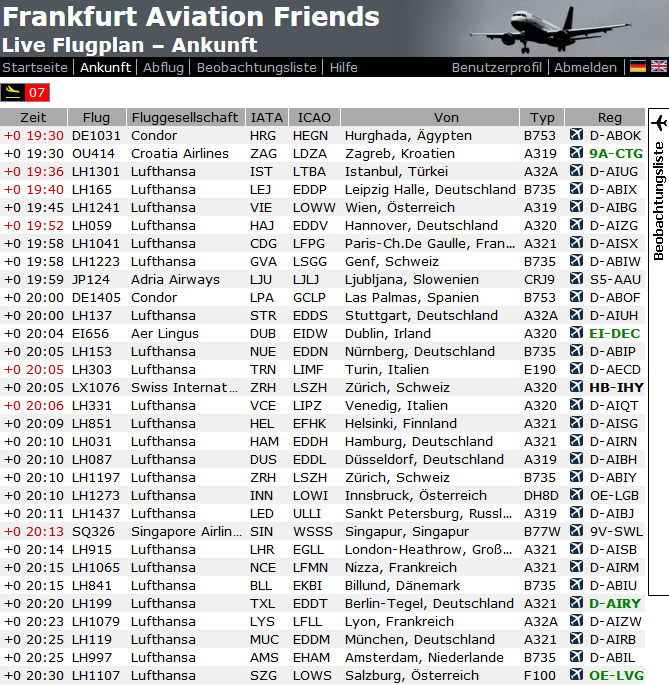 Frankfurt Aviation Friends
Live Flugplan – Ankunft
Startseite | Ankunft | Abflug | Beobachtungsliste | Hilfe Benutzerprofil | Abmelden
07
Zeit Flug Fluggesellschaft IATA ICAO Von Typ Reg
+0 19:30 DE1031 Condor HRG HEGN Hurghada, Ägypten B753 D-ABOK
+0 19:30 OU414 Croatia Airlines ZAG LDZA Zagreb, Kroatien A319 9A-CTG
+0 19:36 LH1301 Lufthansa IST LTBA Istanbul, Türkei A32A D-AIUG
+0 19:40 LH165 Lufthansa LEJ EDDP Leipzig Halle, Deutschland B735 D-ABIX
+0 19:45 LH1241 Lufthansa VIE LOWW Wien, Österreich A319 D-AIBG
+0 19:52 LH059 Lufthansa HAJ EDDV Hannover, Deutschland A320 D-AIZG
+0 19:58 LH1041 Lufthansa CDG LFPG Paris-Ch.De Gaulle, Fran... A321 D-AISX
+0 19:58 LH1223 Lufthansa GVA LSGG Genf, Schweiz B735 D-ABIW
+0 19:59 JP124 Adria Airways LJU LJLJ Ljubljana, Slowenien CRJ9 S5-AAU
+0 20:00 DE1405 Condor LPA GCLP Las Palmas, Spanien B753 D-ABOF
+0 20:00 LH137 Lufthansa STR EDDS Stuttgart, Deutschland A32A D-AIUH
+0 20:04 EI656 Aer Lingus DUB EIDW Dublin, Irland A320 EI-DEC
+0 20:05 LH153 Lufthansa NUE EDDN Nürnberg, Deutschland B735 D-ABIP
+0 20:05 LH303 Lufthansa TRN LIMF Turin, Italien E190 D-AECD
+0 20:05 LX1076 Swiss Internat... ZRH LSZH Zürich, Schweiz A320 HB-IHY
+0 20:06 LH331 Lufthansa VCE LIPZ Venedig, Italien A320 D-AIQT
+0 20:09 LH851 Lufthansa HEL EFHK Helsinki, Finnland A321 D-AISG
+0 20:10 LH031 Lufthansa HAM EDDH Hamburg, Deutschland A321 D-AIRN
+0 20:10 LH087 Lufthansa DUS EDDL Düsseldorf, Deutschland A319 D-AIBH
+0 20:10 LH1197 Lufthansa ZRH LSZH Zürich, Schweiz B735 D-ABIY
+0 20:10 LH1273 Lufthansa INN LOWI Innsbruck, Österreich DH8D OE-LGB
+0 20:11 LH1437 Lufthansa LED ULLI Sankt Petersburg, Russl... A319 D-AIBJ
+0 20:13 SQ326 Singapore Airlin... SIN WSSS Singapur, Singapur B77W 9V-SWL
+0 20:14 LH915 Lufthansa LHR EGLL London-Heathrow, Groß... A321 D-AISB
+0 20:15 LH1065 Lufthansa NCE LFMN Nizza, Frankreich A321 D-AIRM
+0 20:15 LH841 Lufthansa BLL EKBI Billund, Dänemark B735 D-ABIU
+0 20:20 LH199 Lufthansa TXL EDDT Berlin-Tegel, Deutschland A321 D-AIRY
+0 20:23 LH1079 Lufthansa LYS LFLL Lyon, Frankreich A32A D-AIZW
+0 20:25 LH119 Lufthansa MUC EDDM München, Deutschland A321 D-AIRB
+0 20:25 LH997 Lufthansa AMS EHAM Amsterdam, Niederlande B735 D-ABIL
+0 20:30 LH1107 Lufthansa SZG LOWS Salzburg, Österreich F100 OE-LVG
Beobachtungsliste